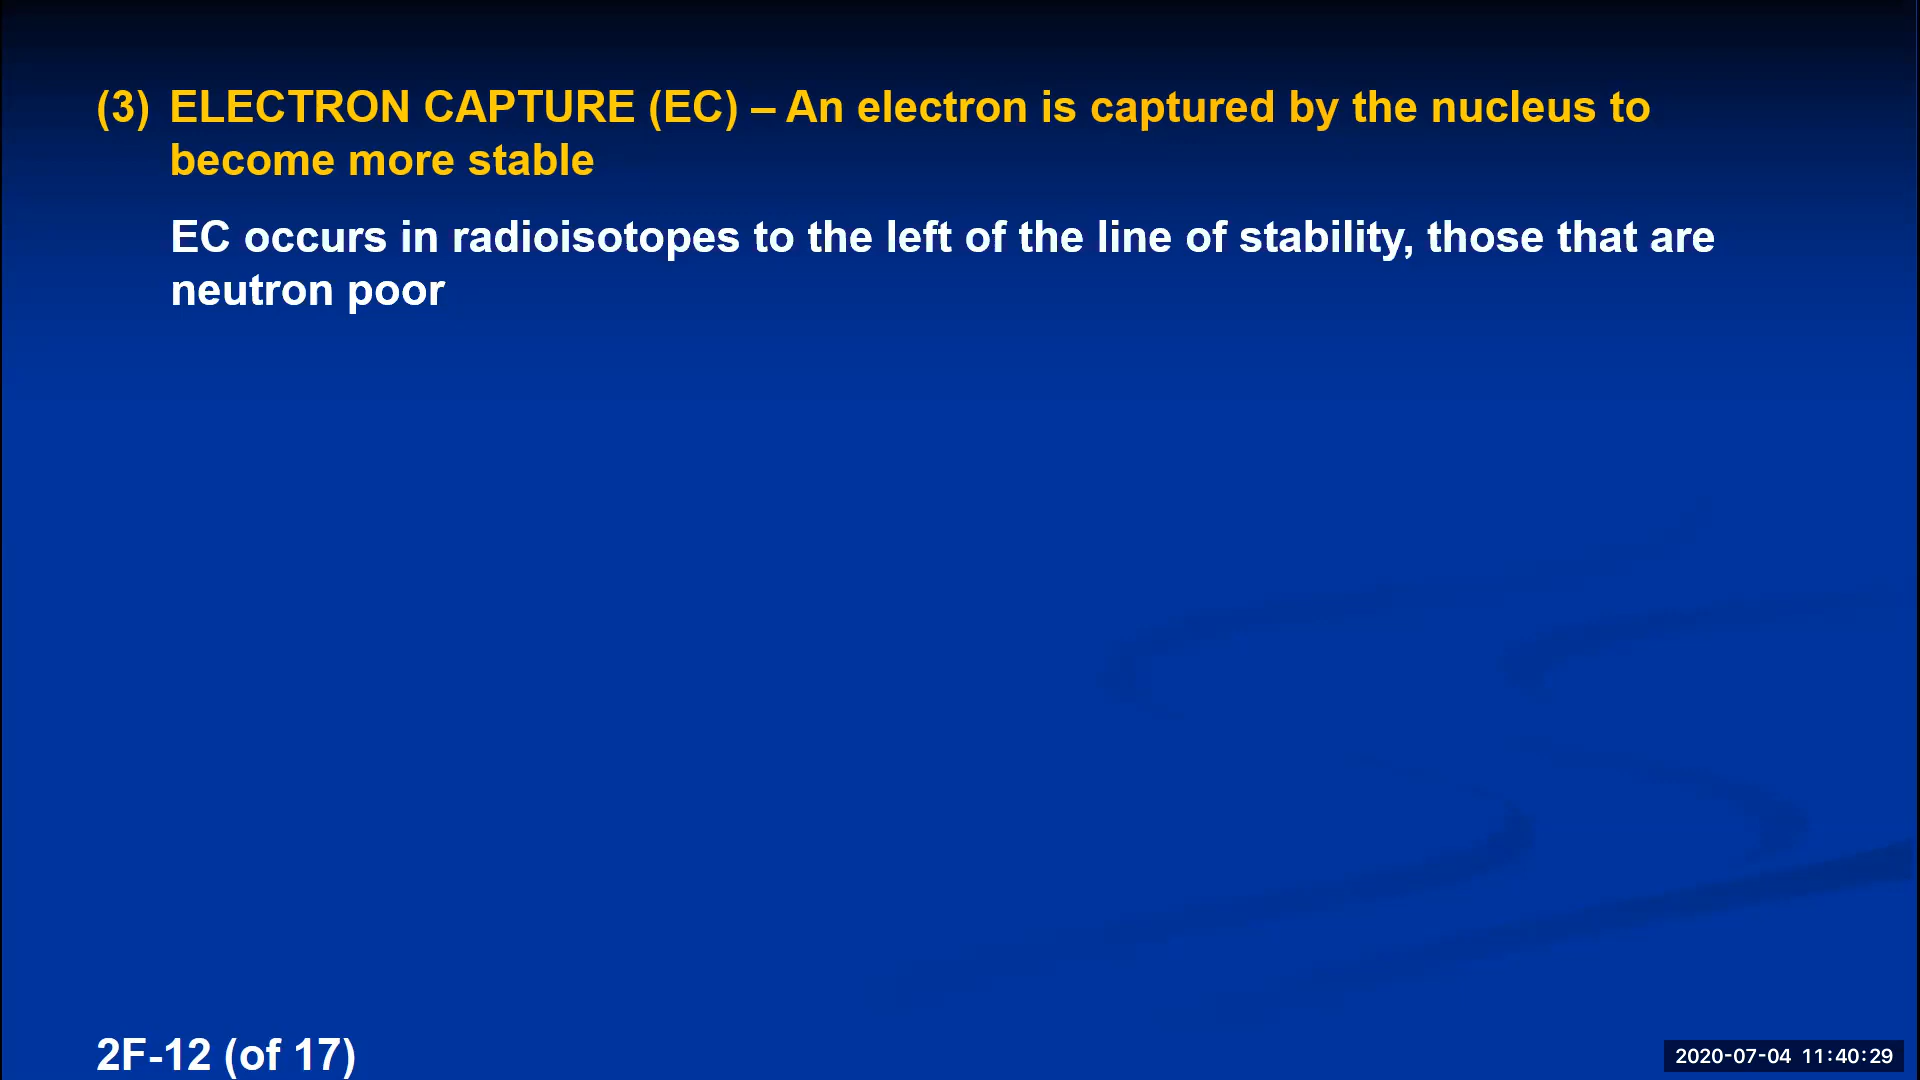 (3) ELECTRON CAPTURE (EC) – An electron is captured by the nucleus to
become more stable
EC occurs in radioisotopes to the left of the line of stability, those that are
neutron poor
2F-12 (of 17)
2020-07-04 11:40:29